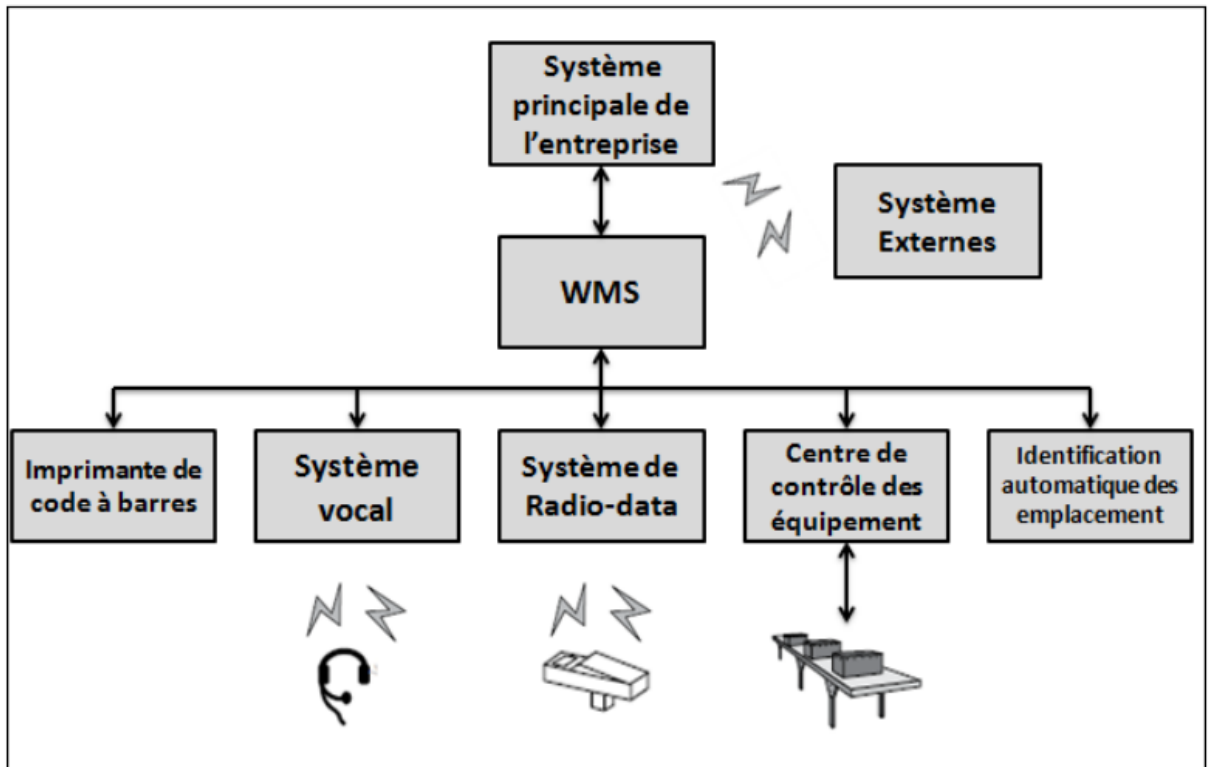 Système
principale de
l'entreprise
Système
Externes
WMS
Imprimante de
code à barres
Système
vocal
Système de
Radio-data
Centre de
contrôle des
équipement
Identification
automatique des
emplacement